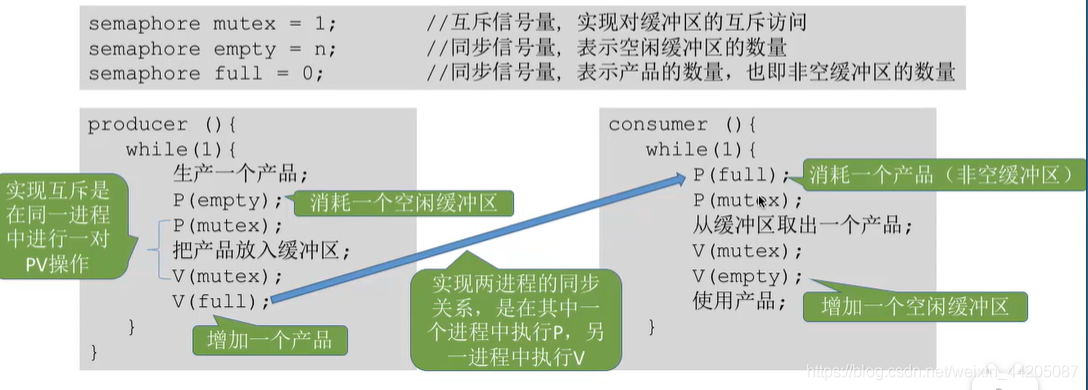 semaphore mutex = 1; //互斥信号量，实现对缓冲区的互斥访问
semaphore empty = n; //同步信号量，表示空闲缓冲区的数量
semaphore full = 0; //同步信号量，表示产品的数量，也即非空缓冲区的数量
producer (){
while(1){
生产一个产品;
P(empty);
消耗一个空闲缓冲区
P(mutex);
把产品放入缓冲区;
V(mutex);
V(full);
增加一个产品
}
}
实现互斥是
在同一进程
中进行一对
PV操作
实现两进程的同步
关系，是在其中一
个进程中执行P，另
一进程中执行V
consumer (){
while(1){
P(full);
消耗一个产品（非空缓冲区）
P(mutex);
从缓冲区取出一个产品;
V(mutex);
V(empty);
增加一个空闲缓冲区
使用产品;
}
}
https://blog.csdn.net/weixin_44205087